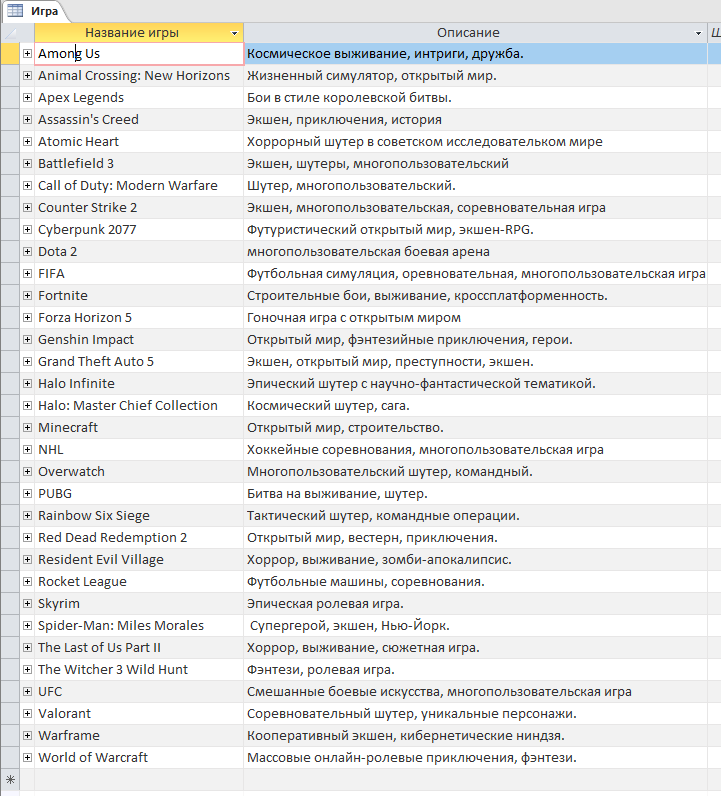 Игра
Название игры Описание
Among Us Космическое выживание, интриги, дружба.
Animal Crossing: New Horizons Жизненный симулятор, открытый мир.
Apex Legends Бои в стиле королевской битвы.
Assassin's Creed Экшен, приключения, история
Atomic Heart Хоррорный шутер в советском исследовательком мире
Battlefield 3 Экшен, шутеры, многопользовательский
Call of Duty: Modern Warfare Шутер, многопользовательский.
Counter Strike 2 Экшен, многопользовательская, соревновательная игра
Cyberpunk 2077 Футуристический открытый мир, экшен-RPG.
Dota 2 многопользовательская боевая арена
FIFA Футбольная симуляция, оревновательная, многопользовательская игра
Fortnite Строительные бои, выживание, кроссплатформенность.
Forza Horizon 5 Гоночная игра с открытым миром
Genshin Impact Открытый мир, фэнтезийные приключения, герои.
Grand Theft Auto 5 Экшен, открытый мир, преступности, экшен.
Halo Infinite Эпический шутер с научно-фантастической тематикой.
Halo: Master Chief Collection Космический шутер, сага.
Minecraft Открытый мир, строительство.
NHL Хоккейные соревнования, многопользовательская игра
Overwatch Многопользовательский шутер, командный.
PUBG Битва на выживание, шутер.
Rainbow Six Siege Тактический шутер, командные операции.
Red Dead Redemption 2 Открытый мир, вестерн, приключения.
Resident Evil Village Хоррор, выживание, зомби-апокалипсис.
Rocket League Футбольные машины, соревнования.
Skyrim Эпическая ролевая игра.
Spider-Man: Miles Morales Супергерой, экшен, Нью-Йорк.
The Last of Us Part II Хоррор, выживание, сюжетная игра.
The Witcher 3 Wild Hunt Фэнтези, ролевая игра.
UFC Смешанные боевые искусства, многопользовательская игра
Valorant Соревновательный шутер, уникальные персонажи.
Warframe Кооперативный экшен, кибернетические ниндзя.
World of Warcraft Массовые онлайн-ролевые приключения, фэнтези.